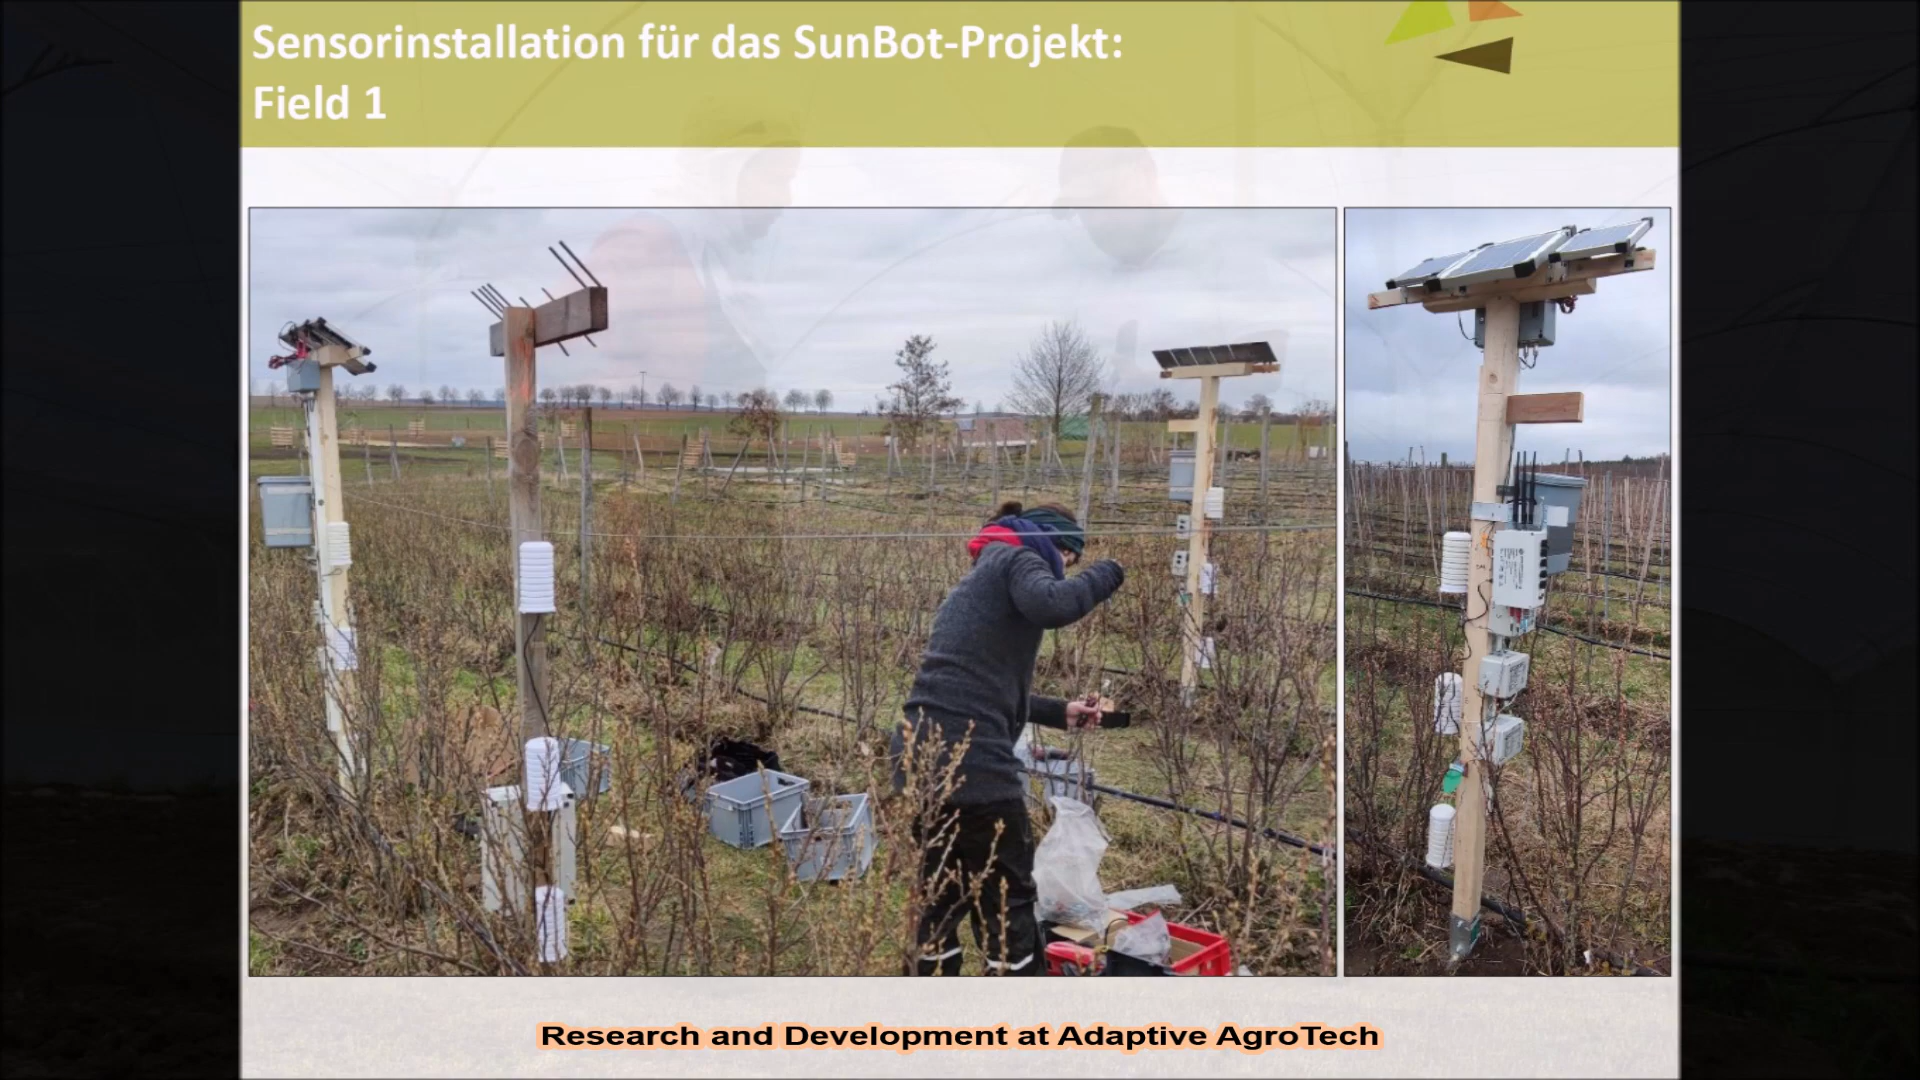 Sensorinstallation für das SunBot-Projekt:
Field 1
Research and Development at Adaptive AgroTech